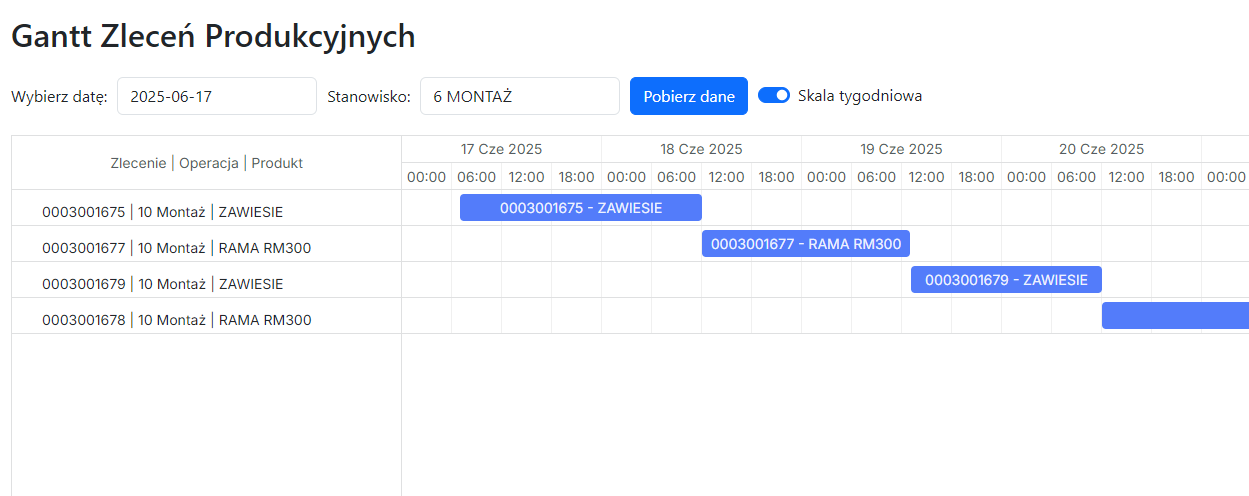 Gantt Zleceń Produkcyjnych
Wybierz datę: 2025-06-17 Stanowisko: 6 MONTAŻ Pobierz dane Skala tygodniowa
Zlecenie | Operacja | Produkt
17 Cze 2025 18 Cze 2025 19 Cze 2025 20 Cze 2025
00:00 06:00 12:00 18:00 00:00 06:00 12:00 18:00 00:00 06:00 12:00 18:00 00:00 06:00 12:00 18:00 00:00
0003001675 | 10 Montaż | ZAWIESIE 0003001675 - ZAWIESIE
0003001677 | 10 Montaż | RAMA RM300 0003001677 - RAMA RM300
0003001679 | 10 Montaż | ZAWIESIE 0003001679 - ZAWIESIE
0003001678 | 10 Montaż | RAMA RM300